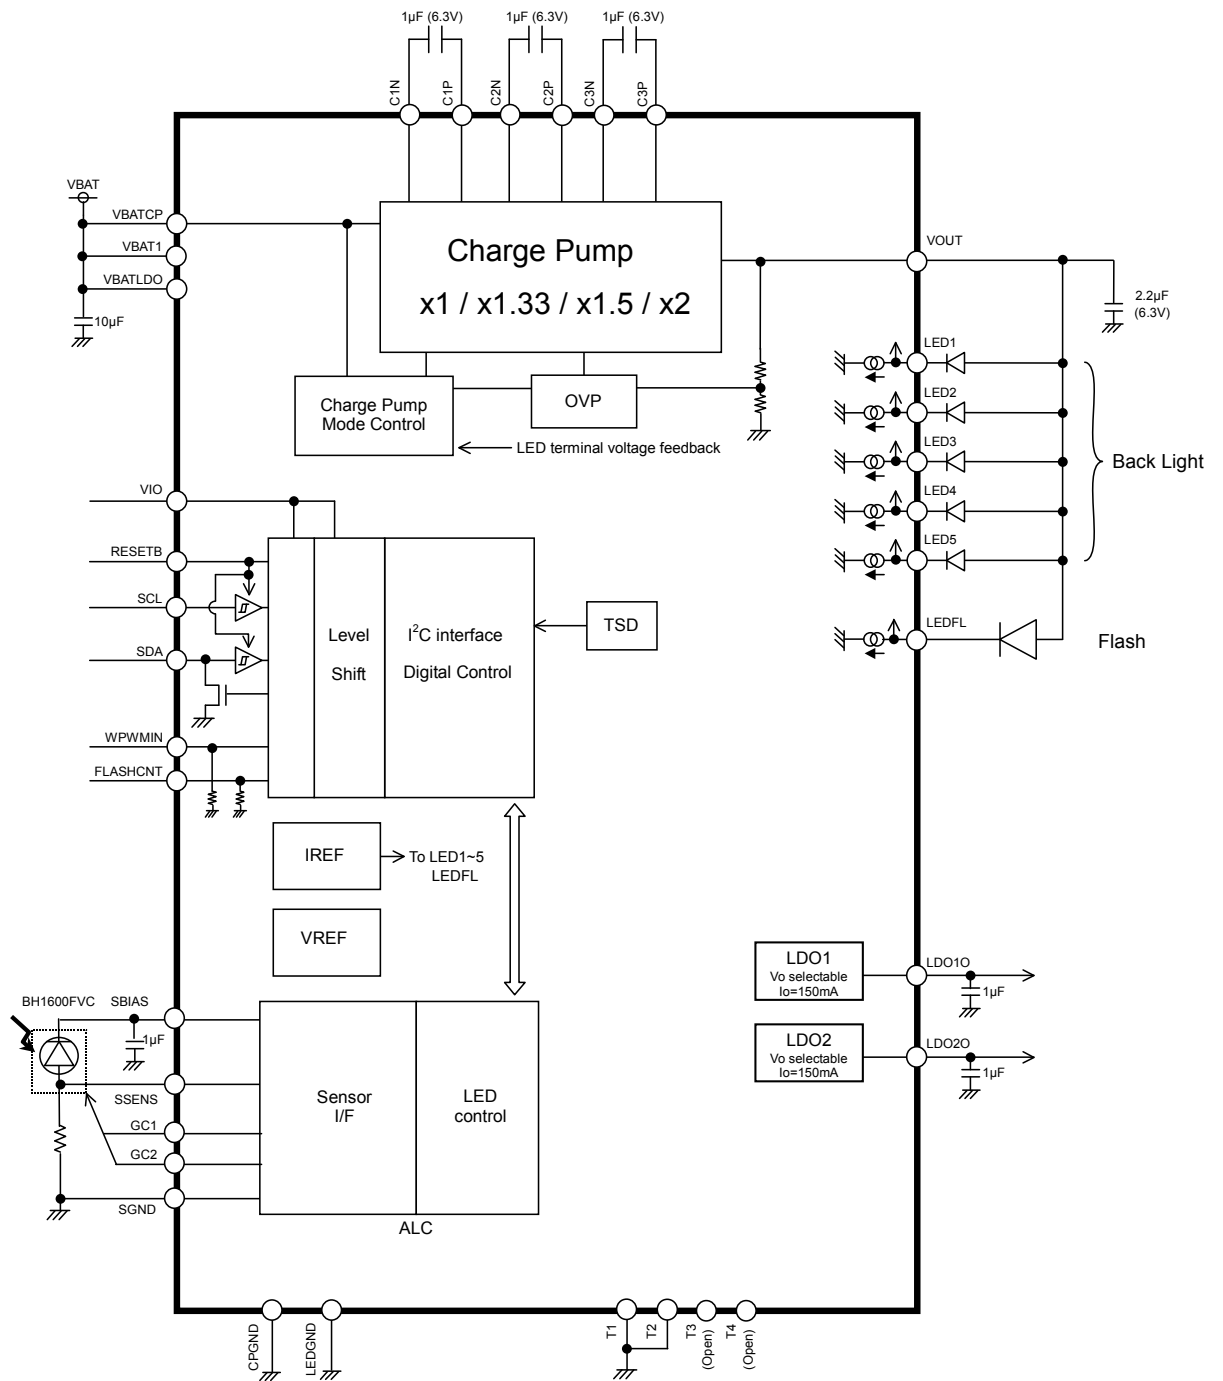 1μF (6.3V)
1μF (6.3V)
1μF (6.3V)
C1N
C1P
C2N
C2P
C3N
C3P
VBAT
VBATCP
VBAT1
VBATLDO
10μF
Charge Pump
x1 / x1.33 / x1.5 / x2
VOUT
2.2μF
(6.3V)
Charge Pump
Mode Control
OVP
LED terminal voltage feedback
LED1
LED2
LED3
LED4
LED5
Back Light
LEDFL
Flash
VIO
RESETB
SCL
SDA
WPWMIN
FLASHCNT
Level
Shift
I²C interface
Digital Control
TSD
IREF
To LED1~5
LEDFL
VREF
LDO1
Vo selectable
Io=150mA
LDO1O
1μF
LDO2
Vo selectable
Io=150mA
LDO2O
1μF
BH1600FVC
SBIAS
1μF
SSENS
GC1
GC2
SGND
Sensor
I/F
LED
control
ALC
CPGND
LEDGND
T1
T2
T3
(Open)
T4
(Open)